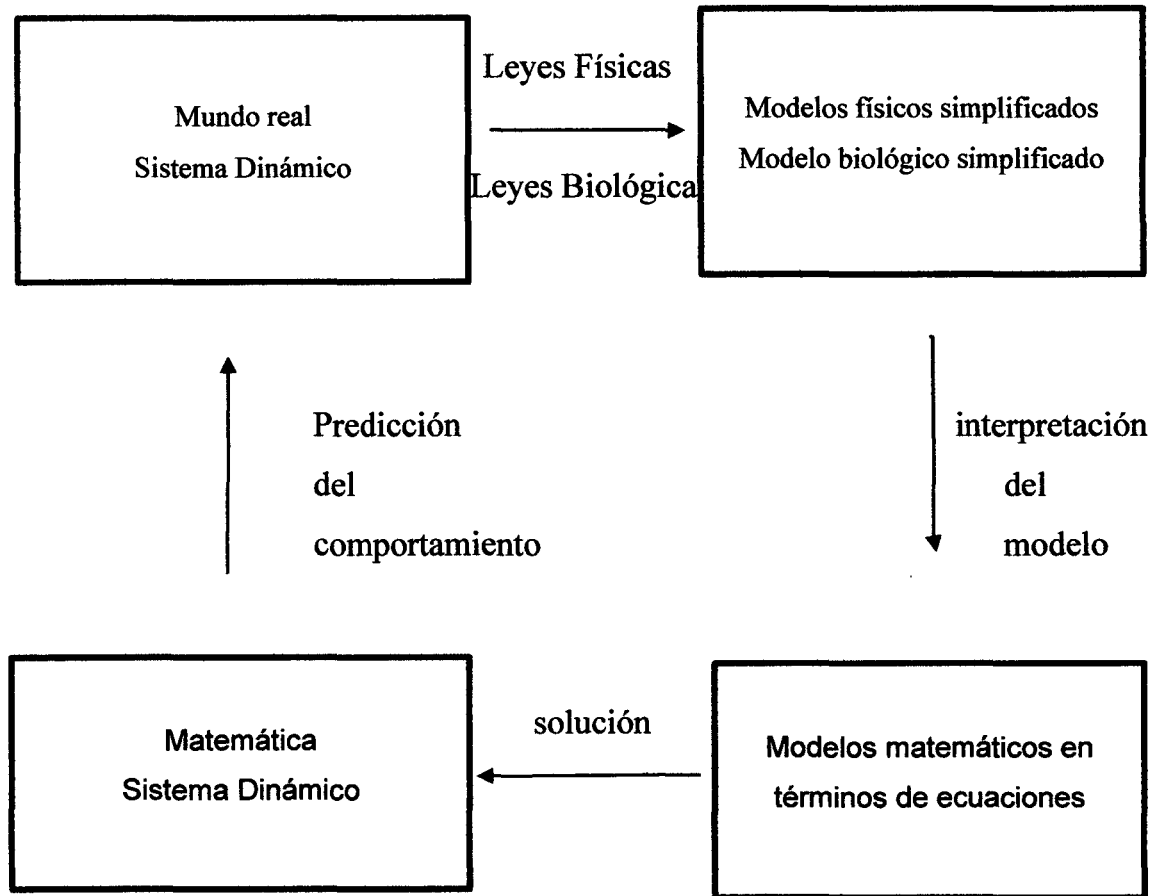 Mundo real
Sistema Dinámico
Leyes Físicas
Leyes Biológica
Modelos físicos simplificados
Modelo biológico simplificado
Predicción
del
comportamiento
interpretación
del
modelo
Matemática
Sistema Dinámico
solución
Modelos matemáticos en
términos de ecuaciones